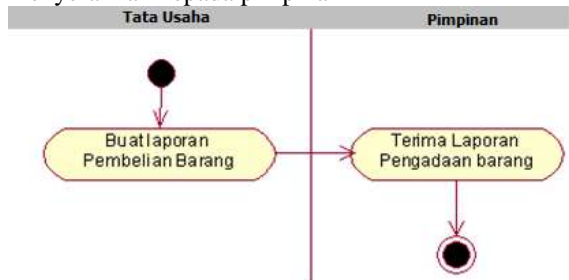 Tata Usaha
Pimpinan
Buat laporan
Pembelian Barang
Terima Laporan
Pengadaan barang